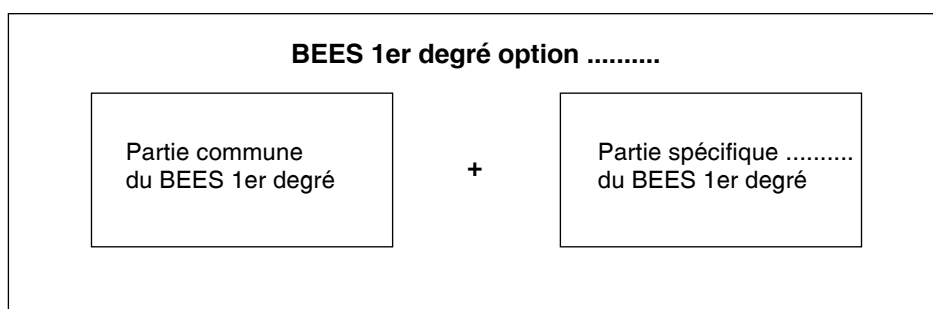 BEES 1er degré option ..........
Partie commune
du BEES 1er degré
+
Partie spécifique ..........
du BEES 1er degré